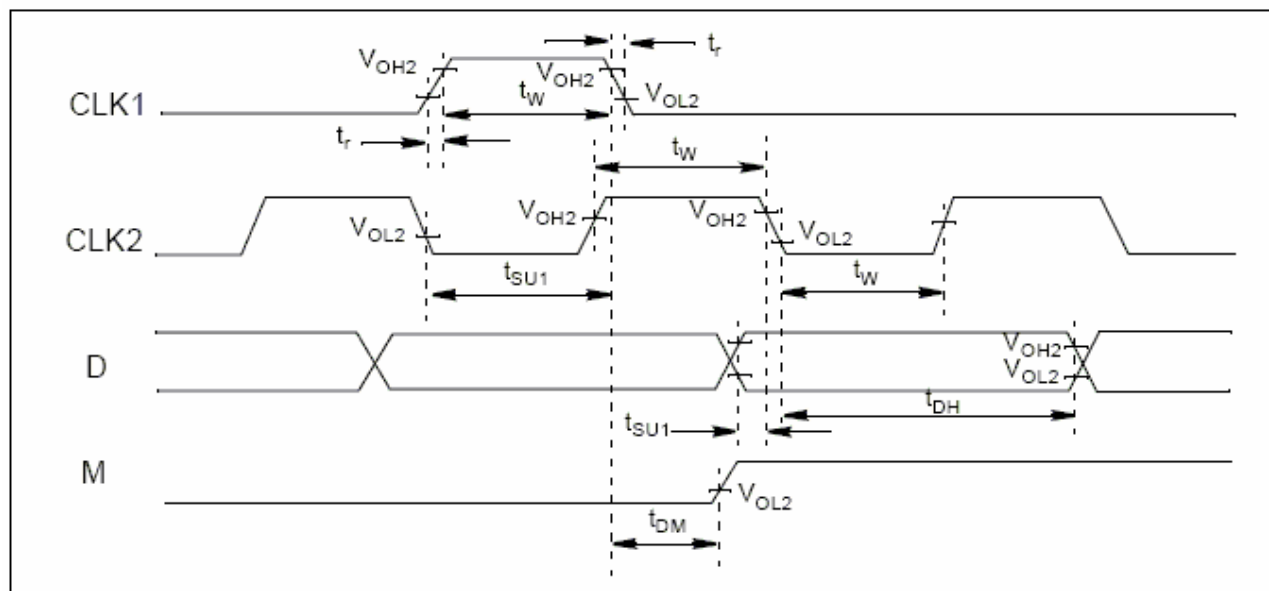 t_r
V_OH2
V_OH2
CLK1
t_W
V_OL2
t_r
t_W
V_OH2
V_OH2
V_OL2
V_OL2
CLK2
t_SU1
t_W
D
V_OH2
V_OL2
t_DH
t_SU1
M
V_OL2
t_DM